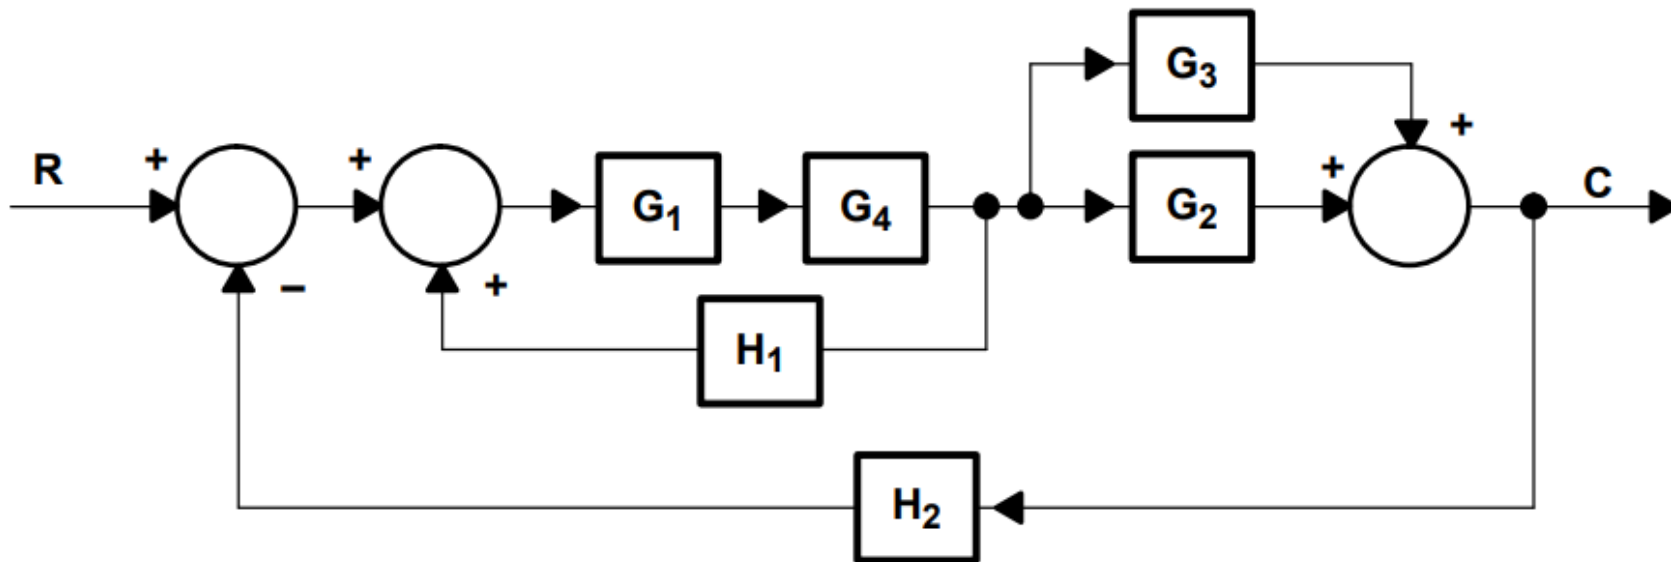 G₃
R + + G₁ G₄ + G₂ + C
− + H₁
H₂